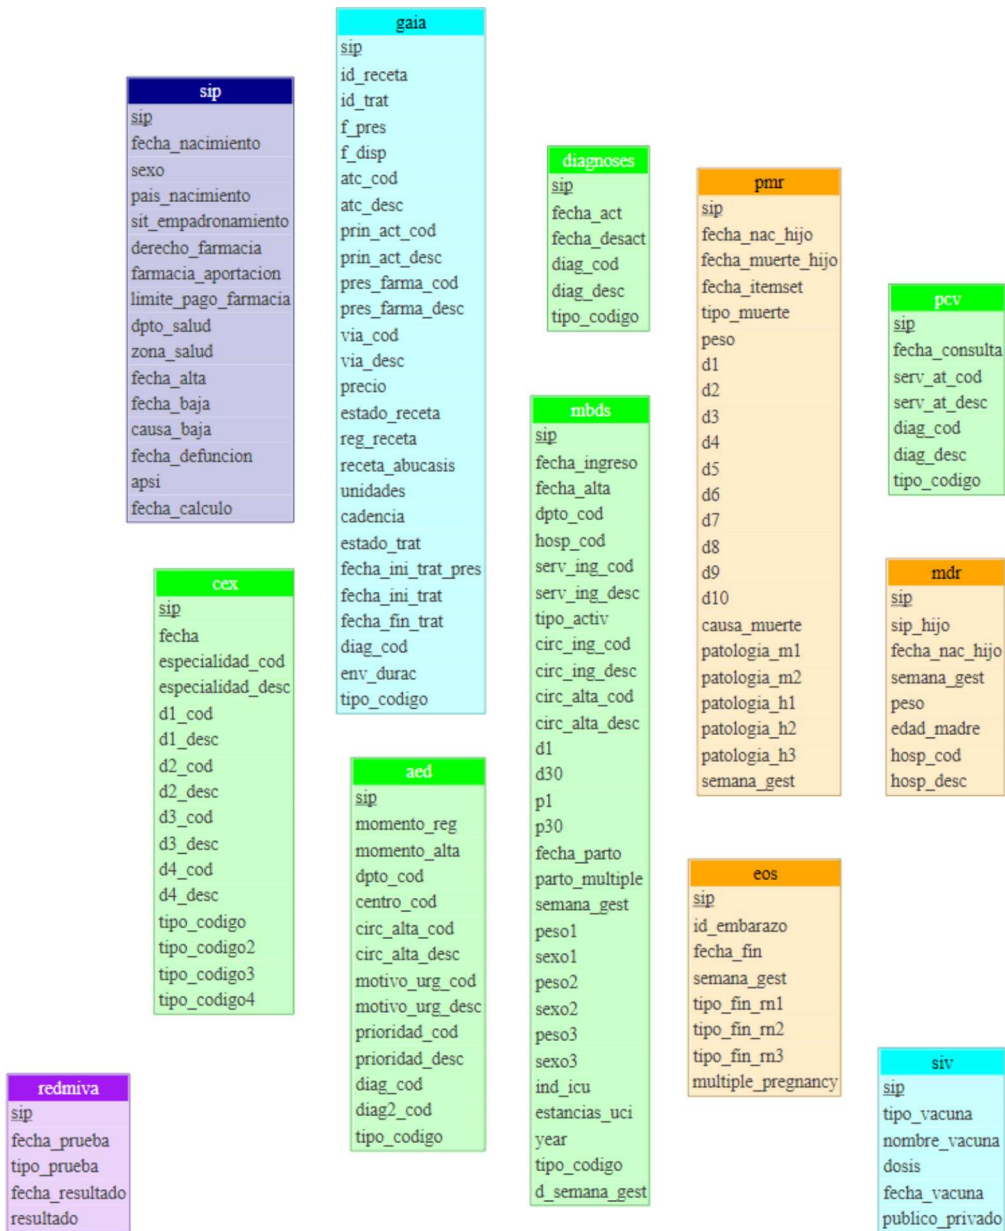 gaia
sip
id_receta
id_trat
f_pres
f_disp
atc_cod
atc_desc
prin_act_cod
prin_act_desc
pres_farma_cod
pres_farma_desc
via_cod
via_desc
precio
estado_receta
reg_receta
receta_abucasis
unidades
cadencia
estado_trat
fecha_ini_trat_pres
fecha_ini_trat
fecha_fin_trat
diag_cod
env_durac
tipo_codigo
sip
sip
fecha_nacimiento
sexo
pais_nacimiento
sit_empadronamiento
derecho_farmacia
farmacia_aportacion
limite_pago_farmacia
dpto_salud
zona_salud
fecha_alta
fecha_baja
causa_baja
fecha_defuncion
apsi
fecha_calculo
diagnoses
sip
fecha_act
fecha_desact
diag_cod
diag_desc
tipo_codigo
pmr
sip
fecha_nac_hijo
fecha_muerte_hijo
fecha_itemset
tipo_muerte
peso
d1
d2
d3
d4
d5
d6
d7
d8
d9
d10
causa_muerte
patologia_m1
patologia_m2
patologia_h1
patologia_h2
patologia_h3
semana_gest
pcv
sip
fecha_consulta
serv_at_cod
serv_at_desc
diag_cod
diag_desc
tipo_codigo
mbds
sip
fecha_ingreso
fecha_alta
dpto_cod
hosp_cod
serv_ing_cod
serv_ing_desc
tipo_activ
circ_ing_cod
circ_ing_desc
circ_alta_cod
circ_alta_desc
d1
d30
p1
p30
fecha_parto
parto_multiple
semana_gest
peso1
sexo1
peso2
sexo2
peso3
sexo3
ind_icu
estancias_uci
year
tipo_codigo
d_semana_gest
mdr
sip
sip_hijo
fecha_nac_hijo
semana_gest
peso
edad_madre
hosp_cod
hosp_desc
cex
sip
fecha
especialidad_cod
especialidad_desc
d1_cod
d1_desc
d2_cod
d2_desc
d3_cod
d3_desc
d4_cod
d4_desc
tipo_codigo
tipo_codigo2
tipo_codigo3
tipo_codigo4
aed
sip
momento_reg
momento_alta
dpto_cod
centro_cod
circ_alta_cod
circ_alta_desc
motivo_urg_cod
motivo_urg_desc
prioridad_cod
prioridad_desc
diag_cod
diag2_cod
tipo_codigo
eos
sip
id_embarazo
fecha_fin
semana_gest
tipo_fin_rn1
tipo_fin_rn2
tipo_fin_rn3
multiple_pregnancy
redmiva
sip
fecha_prueba
tipo_prueba
fecha_resultado
resultado
siv
sip
tipo_vacuna
nombre_vacuna
dosis
fecha_vacuna
publico_privado